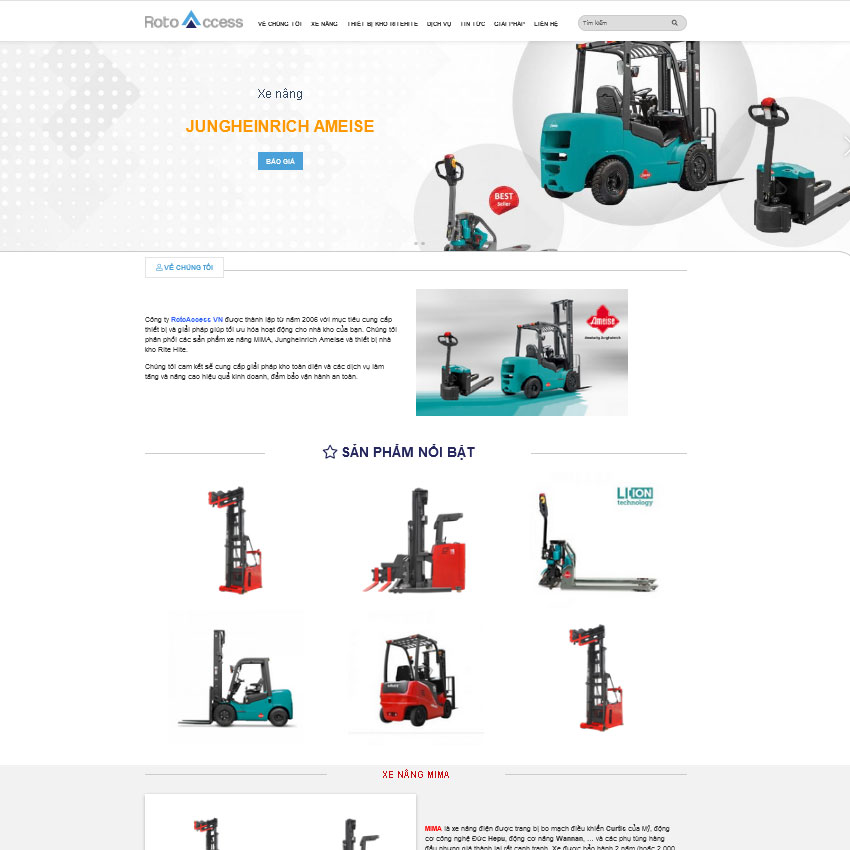 Roto Access
VỀ CHÚNG TÔI XE NÂNG THIẾT BỊ KHO RITEHITE DỊCH VỤ TIN TỨC GIẢI PHÁP LIÊN HỆ
Tìm kiếm
Xe nâng
JUNGHEINRICH AMEISE
BÁO GIÁ
BEST
Seller
VỀ CHÚNG TÔI
Công ty RotoAccess VN được thành lập từ năm 2006 với mục tiêu cung cấp
thiết bị và giải pháp giúp tối ưu hóa hoạt động cho nhà kho của bạn. Chúng tôi
phân phối các sản phẩm xe nâng MIMA, Jungheinrich Ameise và thiết bị nhà
kho Rite Hite.
Chúng tôi cam kết sẽ cung cấp giải pháp kho toàn diện và các dịch vụ làm
tăng và nâng cao hiệu quả kinh doanh, đảm bảo vận hành an toàn.
Ameise
SẢN PHẨM NỔI BẬT
LI-ION
technology
XE NÂNG MIMA
MIMA là xe nâng điện được trang bị bo mạch điều khiển Curtis của Mỹ, động
cơ công nghệ Đức Hepu, động cơ nâng Wannan, ... và các phụ tùng hàng
đầu nhưng giá thành lại rất cạnh tranh. Xe được bảo hành 2 năm (hoặc 2.000